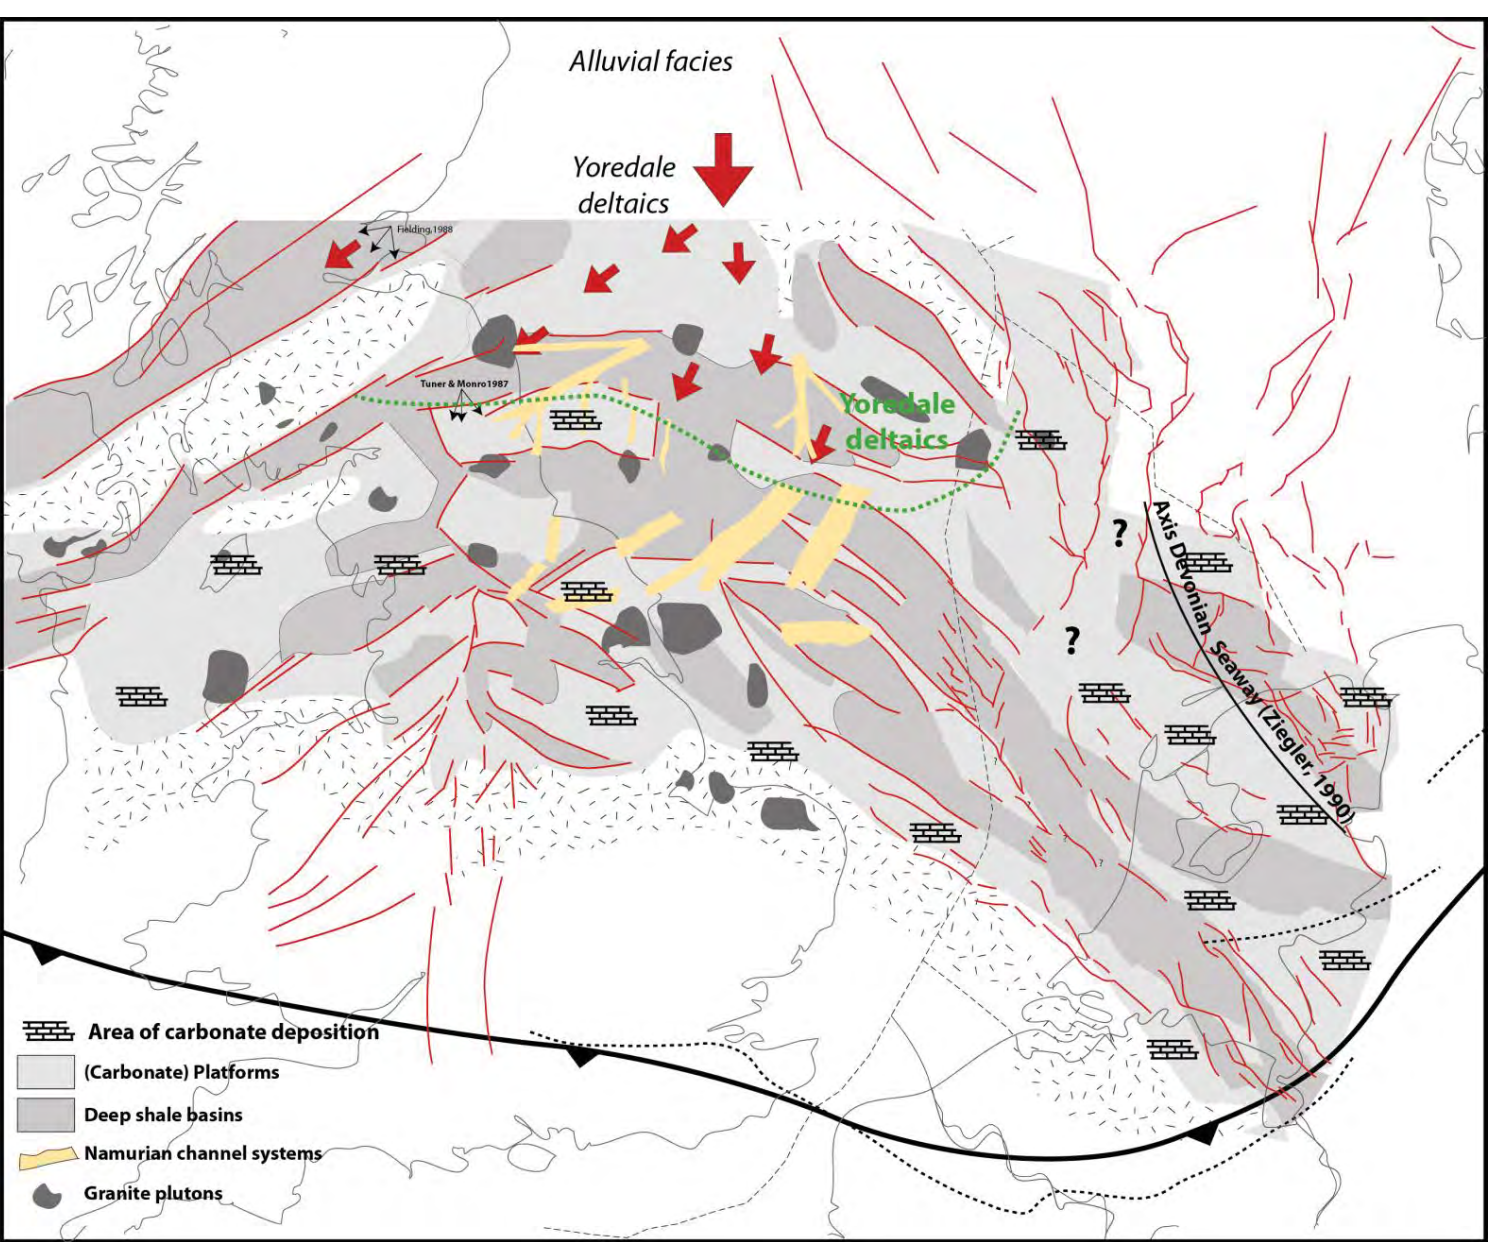 Alluvial facies
Yoredale
deltaics
Fielding,1988
Tuner & Monro1987
Yoredale
deltaics
?
?
Axis Devonian Seaway (Ziegler, 1990)
?
?
?
?
Area of carbonate deposition
(Carbonate) Platforms
Deep shale basins
Namurian channel systems
Granite plutons